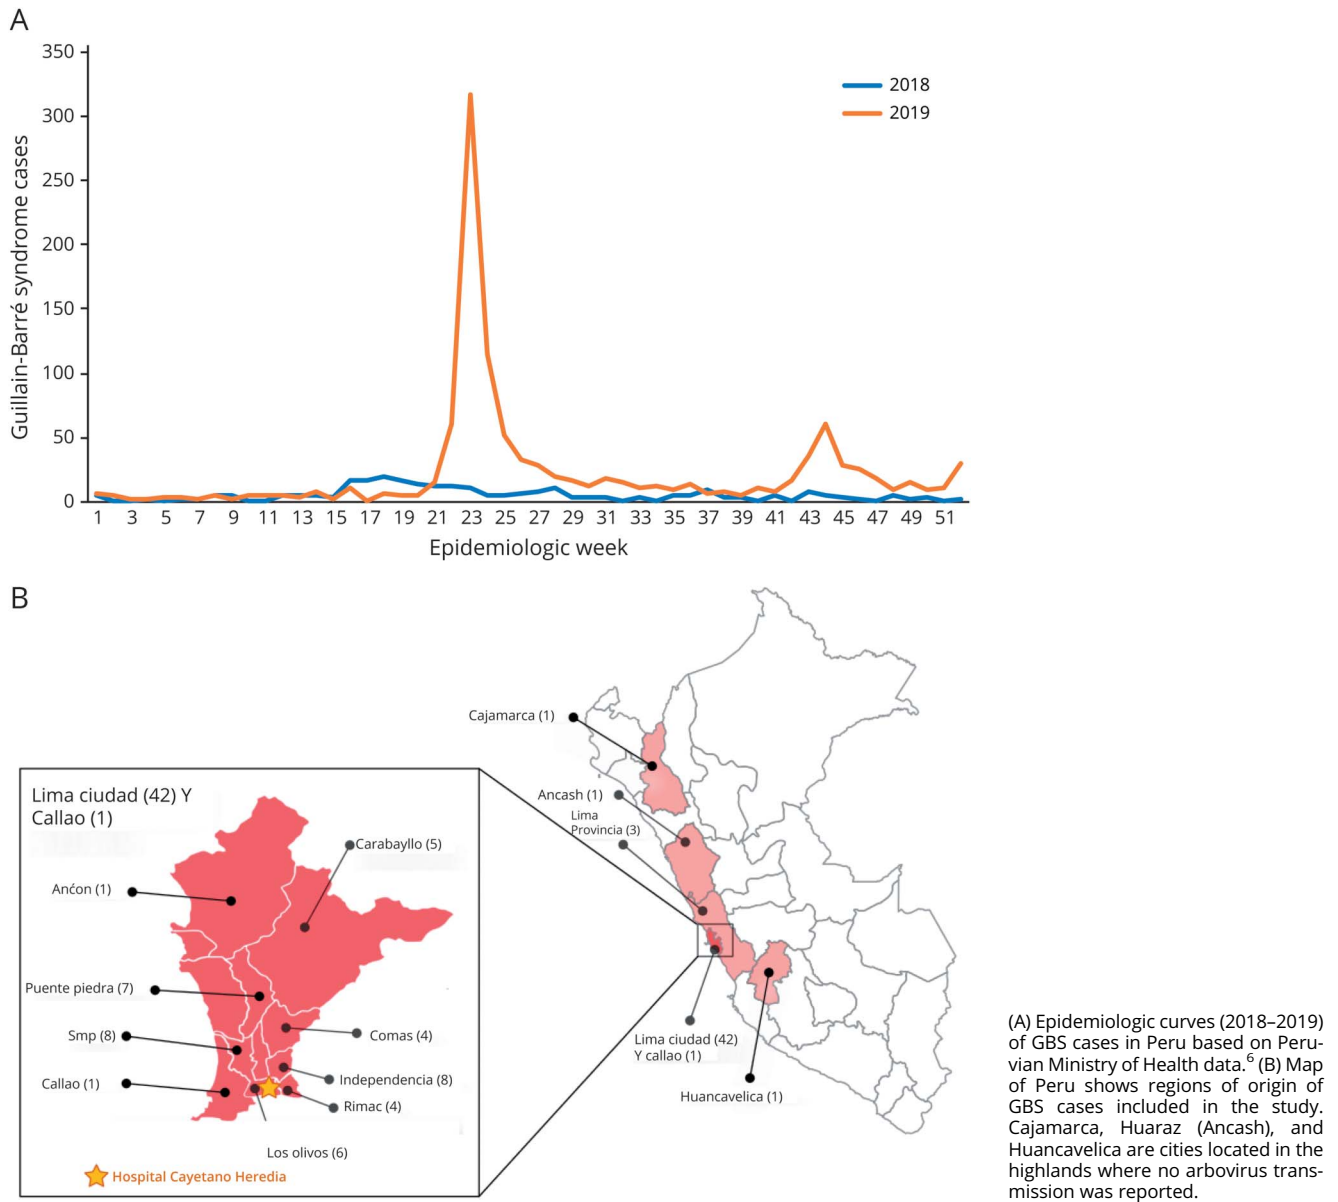 A
350
300
250
200
150
100
50
0
Guillain-Barré syndrome cases
2018
2019
1 3 5 7 9 11 13 15 17 19 21 23 25 27 29 31 33 35 37 39 41 43 45 47 49 51
Epidemiologic week
B
Cajamarca (1)
Ancash (1)
Lima
Provincia (3)
Lima ciudad (42)
Y callao (1)
Huancavelica (1)
Lima ciudad (42) Y
Callao (1)
Carabayllo (5)
Anćon (1)
Puente piedra (7)
Smp (8)
Comas (4)
Callao (1)
Independencia (8)
Rimac (4)
Los olivos (6)
Hospital Cayetano Heredia
(A) Epidemiologic curves (2018–2019)
of GBS cases in Peru based on Peru-
vian Ministry of Health data.6 (B) Map
of Peru shows regions of origin of
GBS cases included in the study.
Cajamarca, Huaraz (Ancash), and
Huancavelica are cities located in the
highlands where no arbovirus trans-
mission was reported.